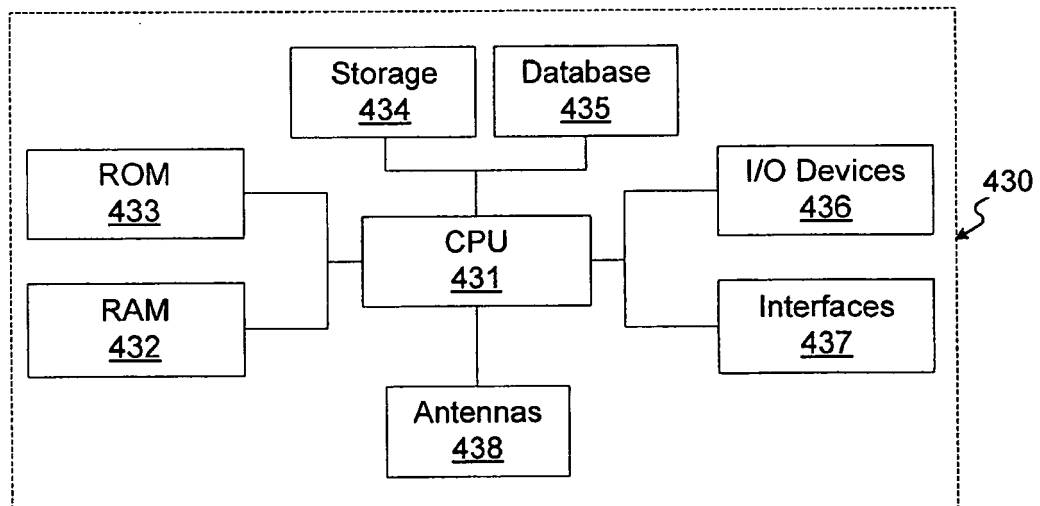 Storage
434
Database
435
ROM
433
I/O Devices
436
430
CPU
431
RAM
432
Interfaces
437
Antennas
438